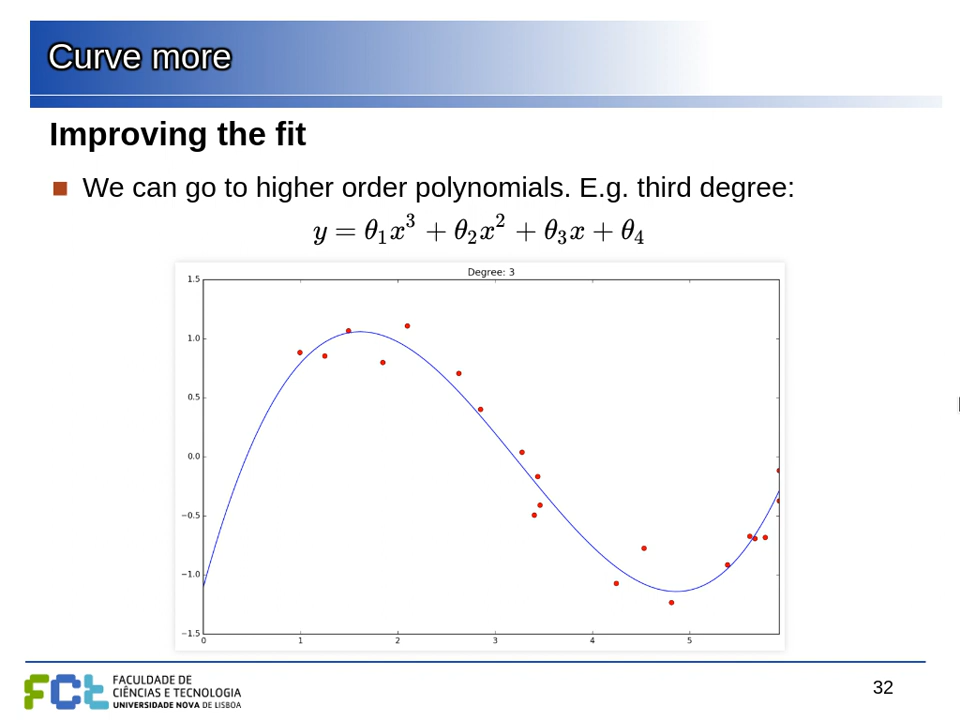 Curve more
Improving the fit
We can go to higher order polynomials. E.g. third degree:
y = θ₁x³ + θ₂x² + θ₃x + θ₄
Degree: 3
1.5
1.0
0.5
0.0
−0.5
−1.0
−1.5
0 1 2 3 4 5
FCt
FACULDADE DE
CIÊNCIAS E TECNOLOGIA
UNIVERSIDADE NOVA DE LISBOA
32